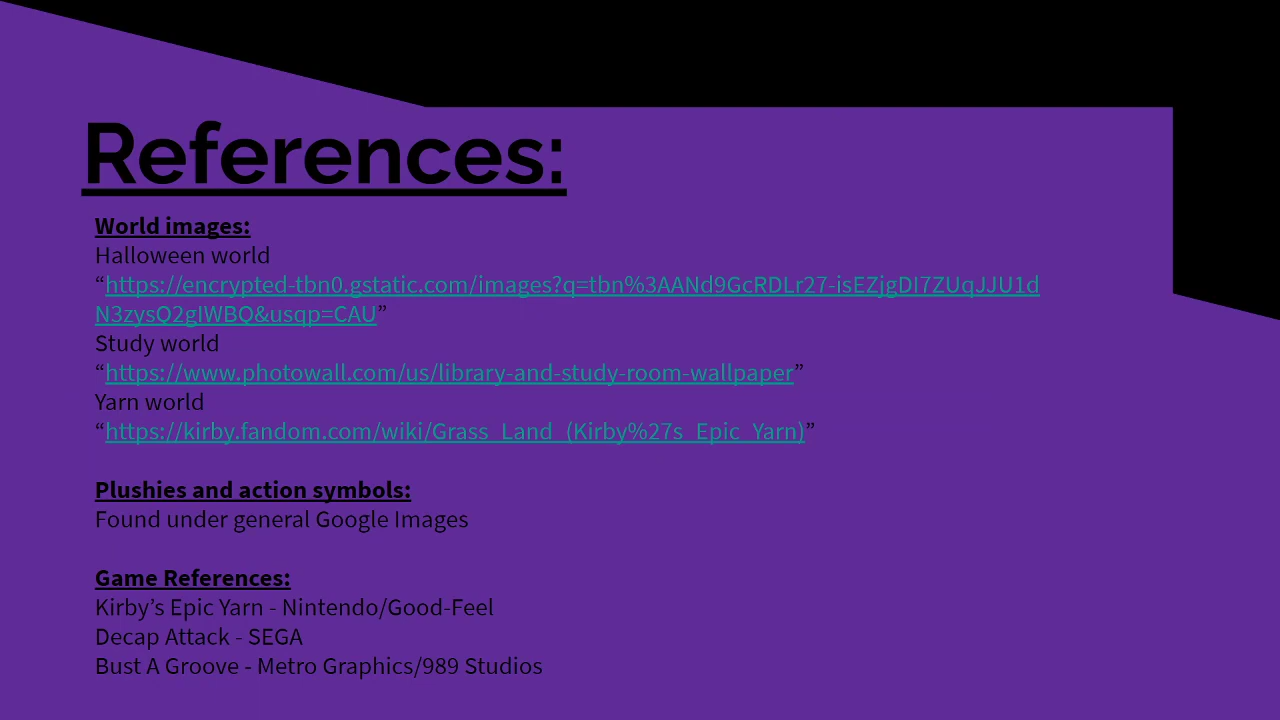 References:
World images:
Halloween world
“https://encrypted-tbn0.gstatic.com/images?q=tbn%3AANd9GcRDLr27-isEZjgDI7ZUqJJU1d
N3zysQ2gIWBQ&usqp=CAU”
Study world
“https://www.photowall.com/us/library-and-study-room-wallpaper”
Yarn world
“https://kirby.fandom.com/wiki/Grass_Land_(Kirby%27s_Epic_Yarn)”
Plushies and action symbols:
Found under general Google Images
Game References:
Kirby’s Epic Yarn - Nintendo/Good-Feel
Decap Attack - SEGA
Bust A Groove - Metro Graphics/989 Studios